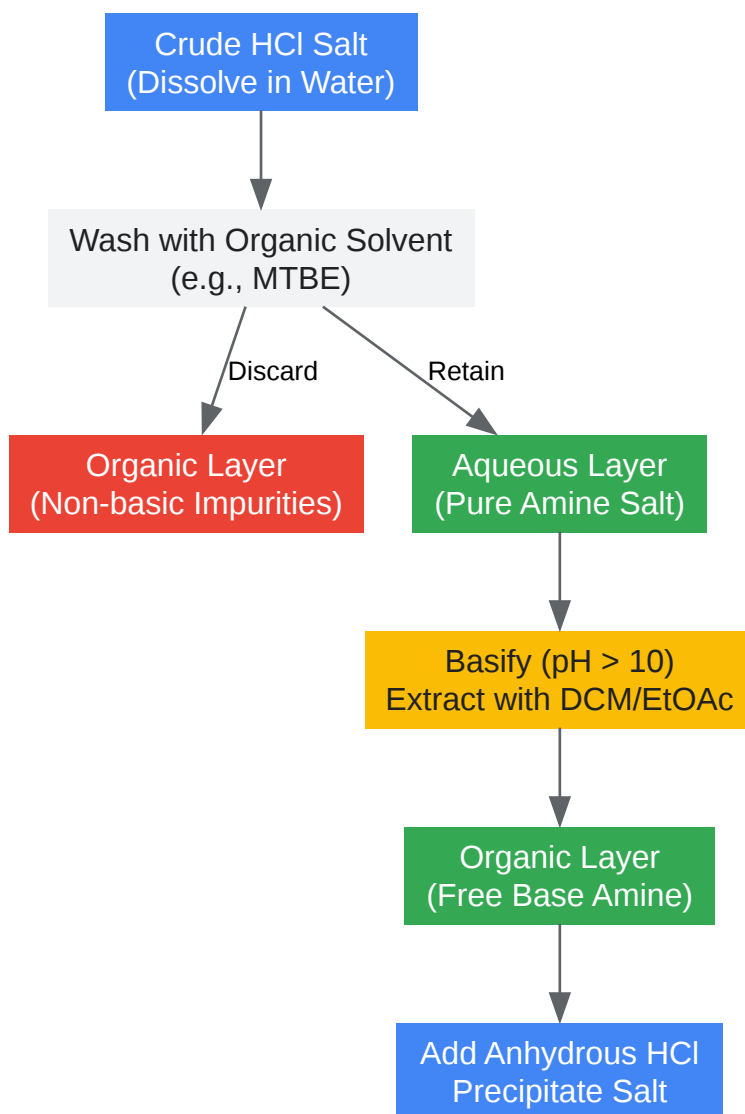 Crude HCl Salt
(Dissolve in Water)
Wash with Organic Solvent
(e.g., MTBE)
Discard
Retain
Organic Layer
(Non-basic Impurities)
Aqueous Layer
(Pure Amine Salt)
Basify (pH > 10)
Extract with DCM/EtOAc
Organic Layer
(Free Base Amine)
Add Anhydrous HCl
Precipitate Salt